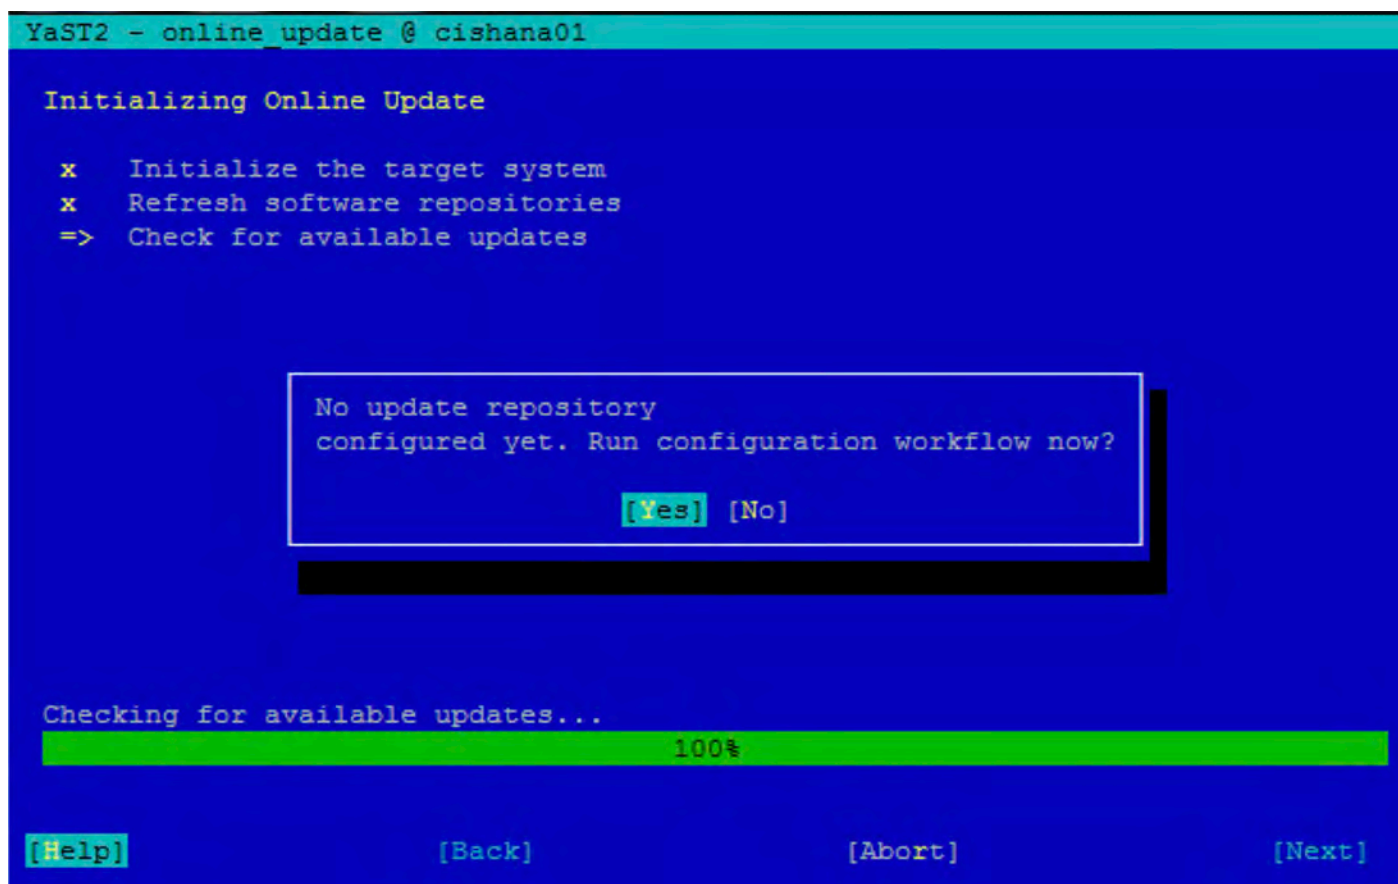 YaST2 - online_update @ cishana01
Initializing Online Update
x Initialize the target system
x Refresh software repositories
=> Check for available updates
No update repository
configured yet. Run configuration workflow now?
[Yes] [No]
Checking for available updates...
100%
[Help] [Back] [Abort] [Next]